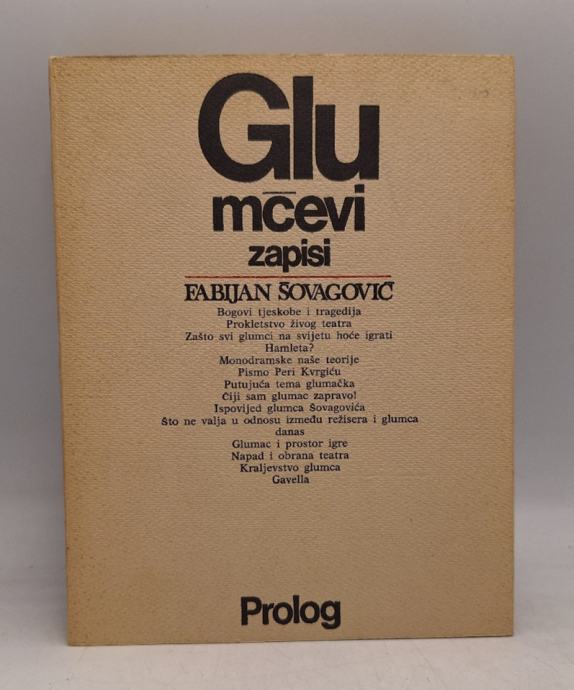 Glu
mčevi
zapisi
FABIJAN ŠOVAGOVIĆ
Bogovi tjeskobe i tragedija
Prokletstvo živog teatra
Zašto svi glumci na svijetu hoće igrati
Hamleta?
Monodramske naše teorije
Pismo Peri Kvrgiću
Putujuća tema glumačka
Čiji sam glumac zapravo!
Ispovijed glumca Šovagovića
Što ne valja u odnosu između režisera i glumca
danas
Glumac i prostor igre
Napad i obrana teatra
Kraljevstvo glumca
Gavella
Prolog